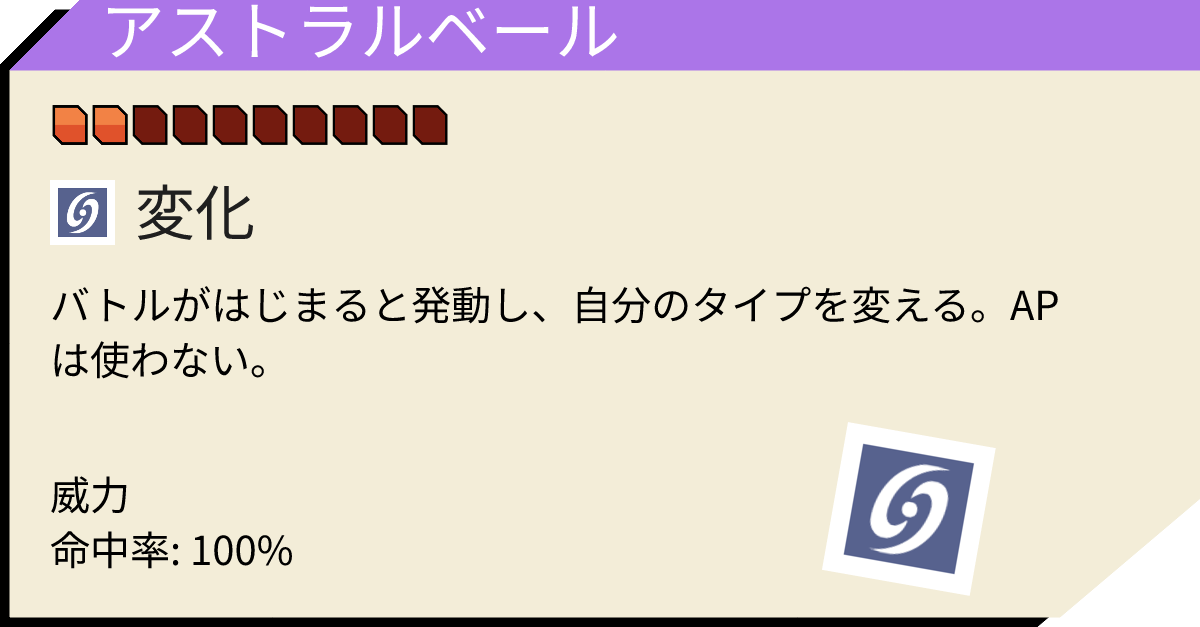 アストラルベール
変化
バトルがはじまると発動し、自分のタイプを変える。AP
は使わない。
威力
命中率: 100%